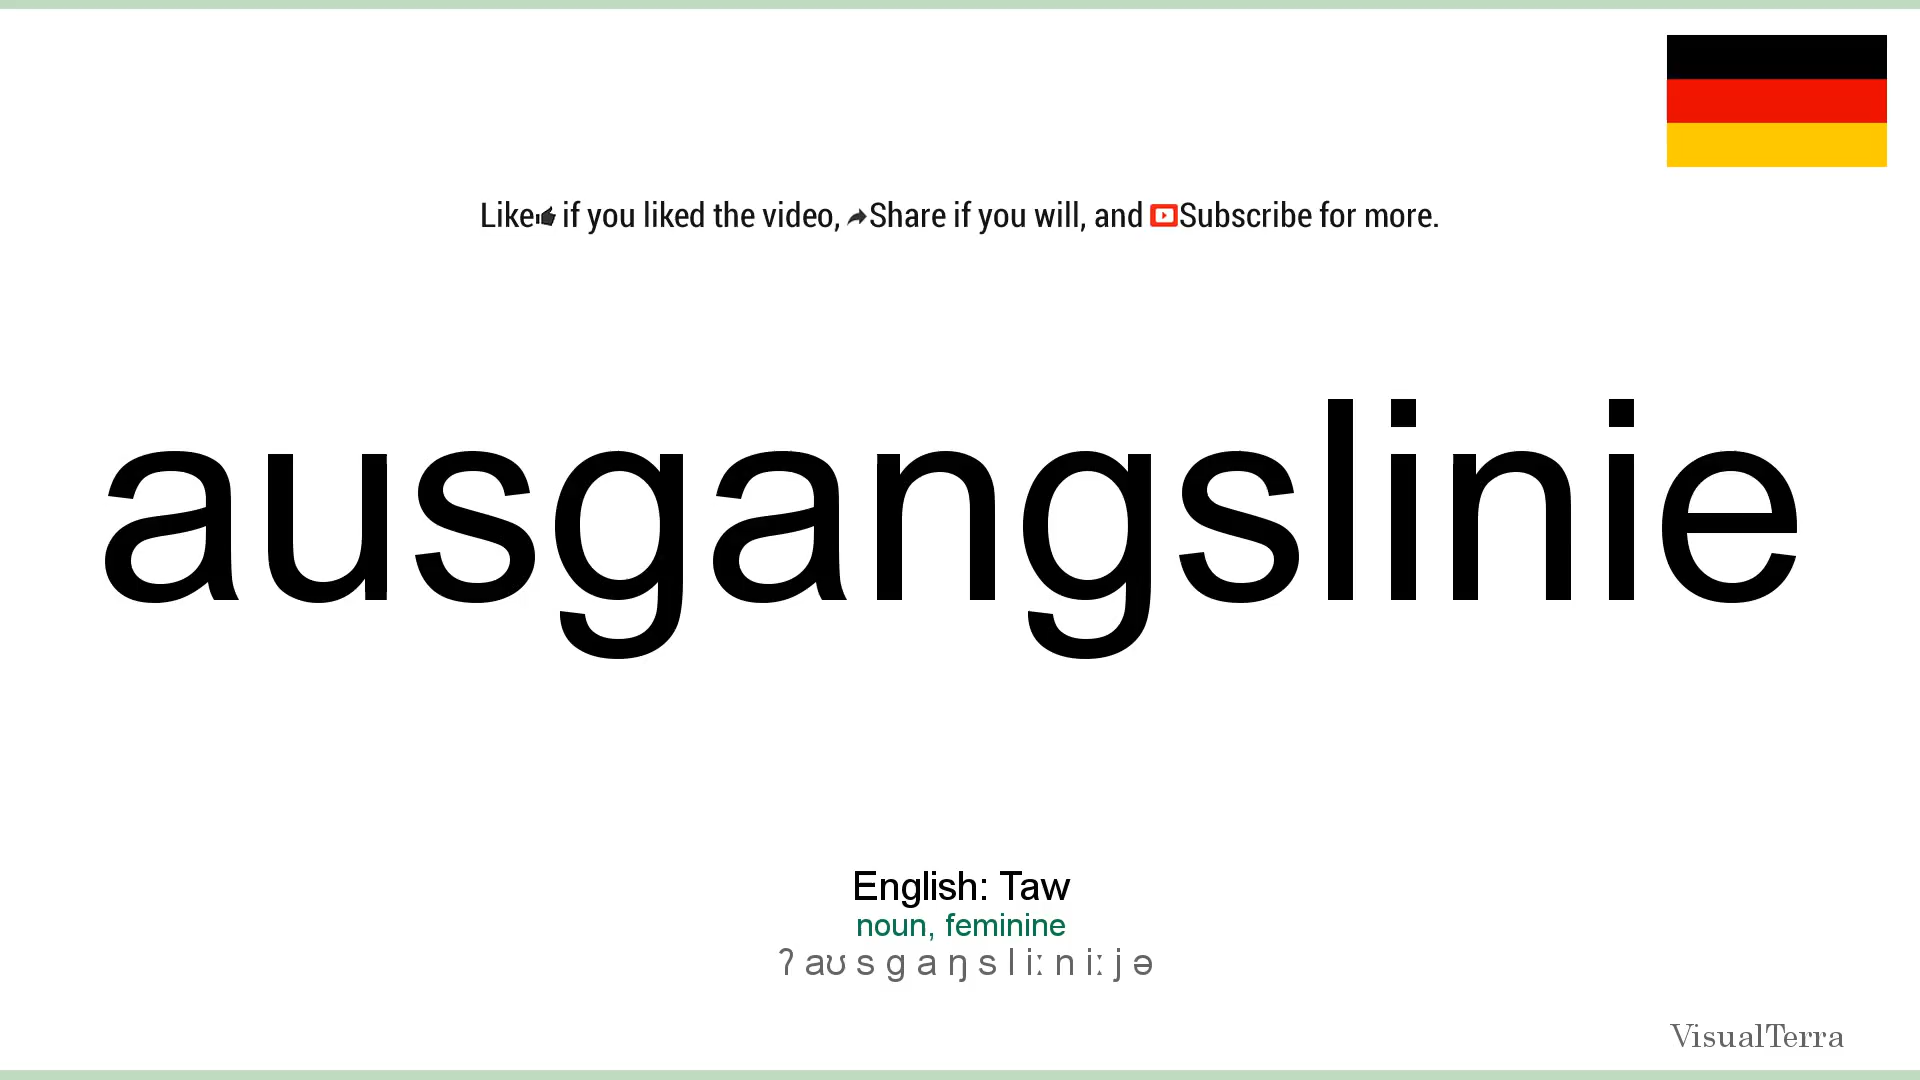 Like if you liked the video, Share if you will, and Subscribe for more.
ausgangslinie
English: Taw
noun, feminine
ʔ aʊ s ɡ a ŋ s l iː n iː j ə
VisualTerra